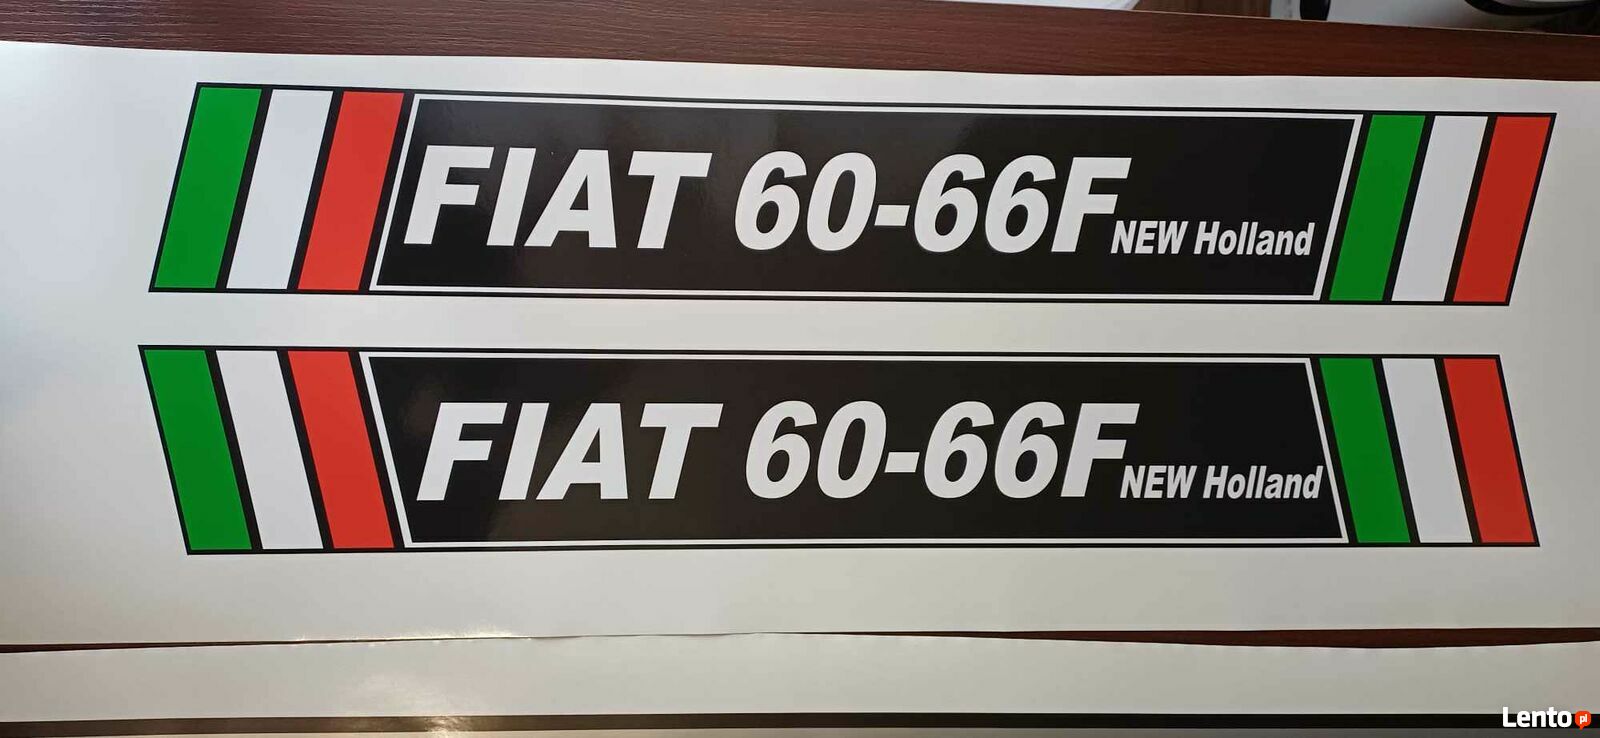 FIAT 60-66F NEW Holland
FIAT 60-66F NEW Holland
Lento pl